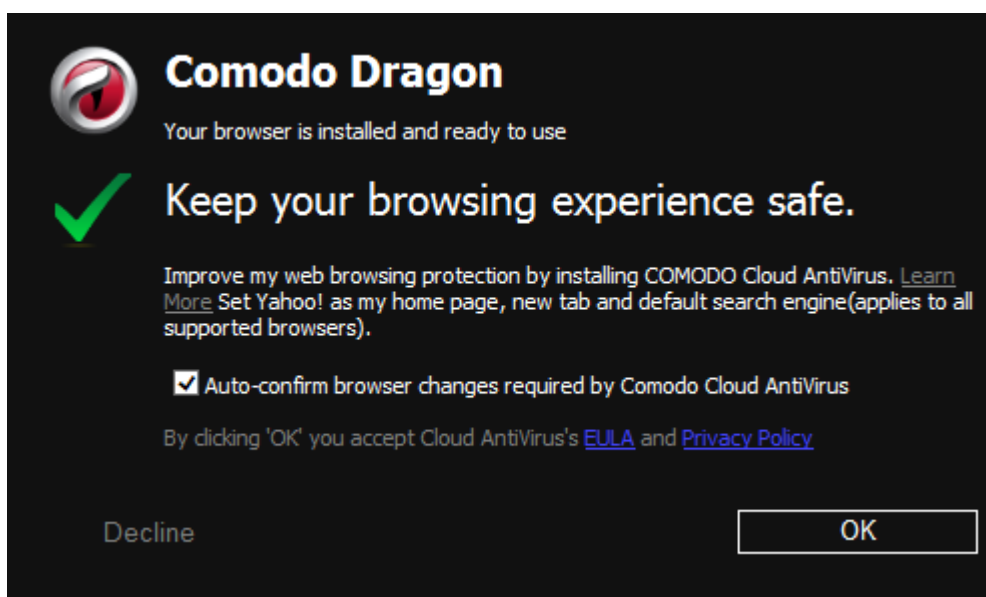 Comodo Dragon
Your browser is installed and ready to use
Keep your browsing experience safe.
Improve my web browsing protection by installing COMODO Cloud AntiVirus. Learn
More Set Yahoo! as my home page, new tab and default search engine(applies to all
supported browsers).
Auto-confirm browser changes required by Comodo Cloud AntiVirus
By clicking 'OK' you accept Cloud AntiVirus's EULA and Privacy Policy
Decline
OK